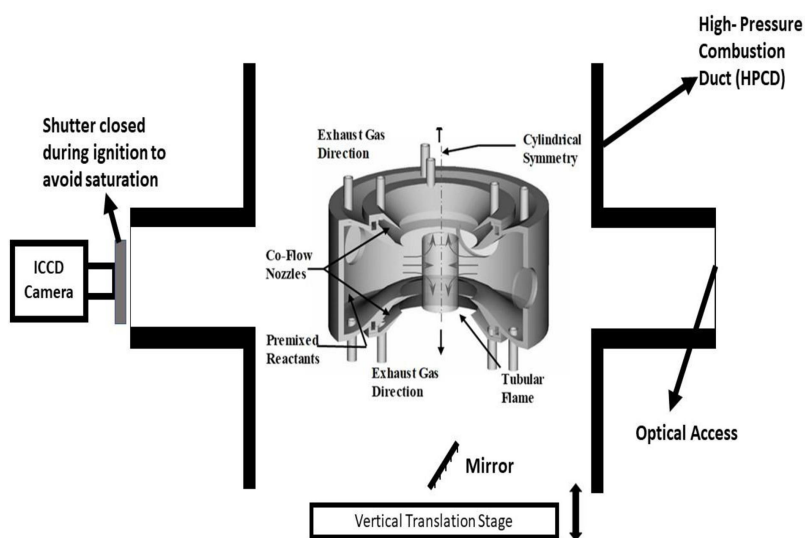 High- Pressure
Combustion
Duct (HPCD)
Shutter closed
during ignition to
avoid saturation
Exhaust Gas
Direction
Cylindrical
Symmetry
ICCD
Camera
Co-Flow
Nozzles
Premixed
Reactants
Exhaust Gas
Direction
Tubular
Flame
Optical Access
Mirror
Vertical Translation Stage